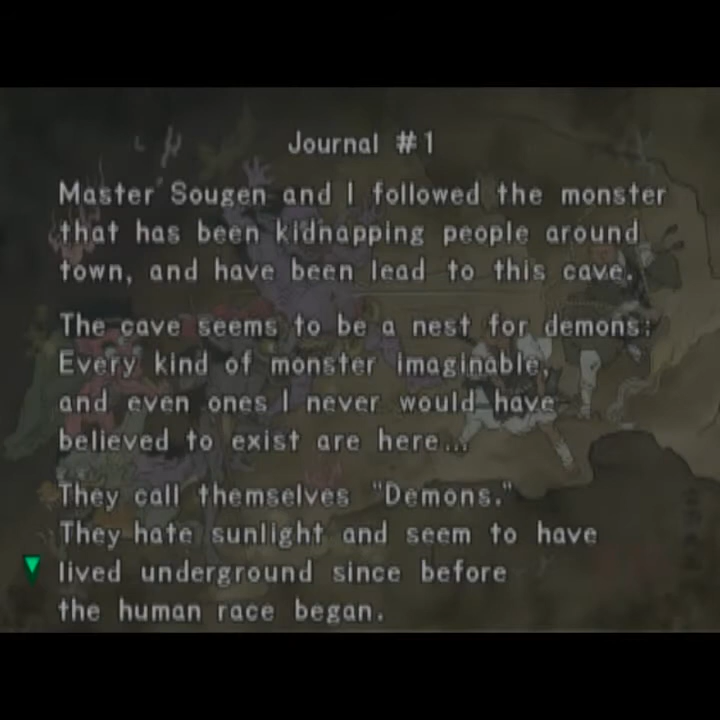 Journal #1
Master Sougen and I followed the monster
that has been kidnapping people around
town, and have been lead to this cave.
The cave seems to be a nest for demons:
Every kind of monster imaginable,
and even ones I never would have
believed to exist are here...
They call themselves "Demons."
They hate sunlight and seem to have
lived underground since before
the human race began.